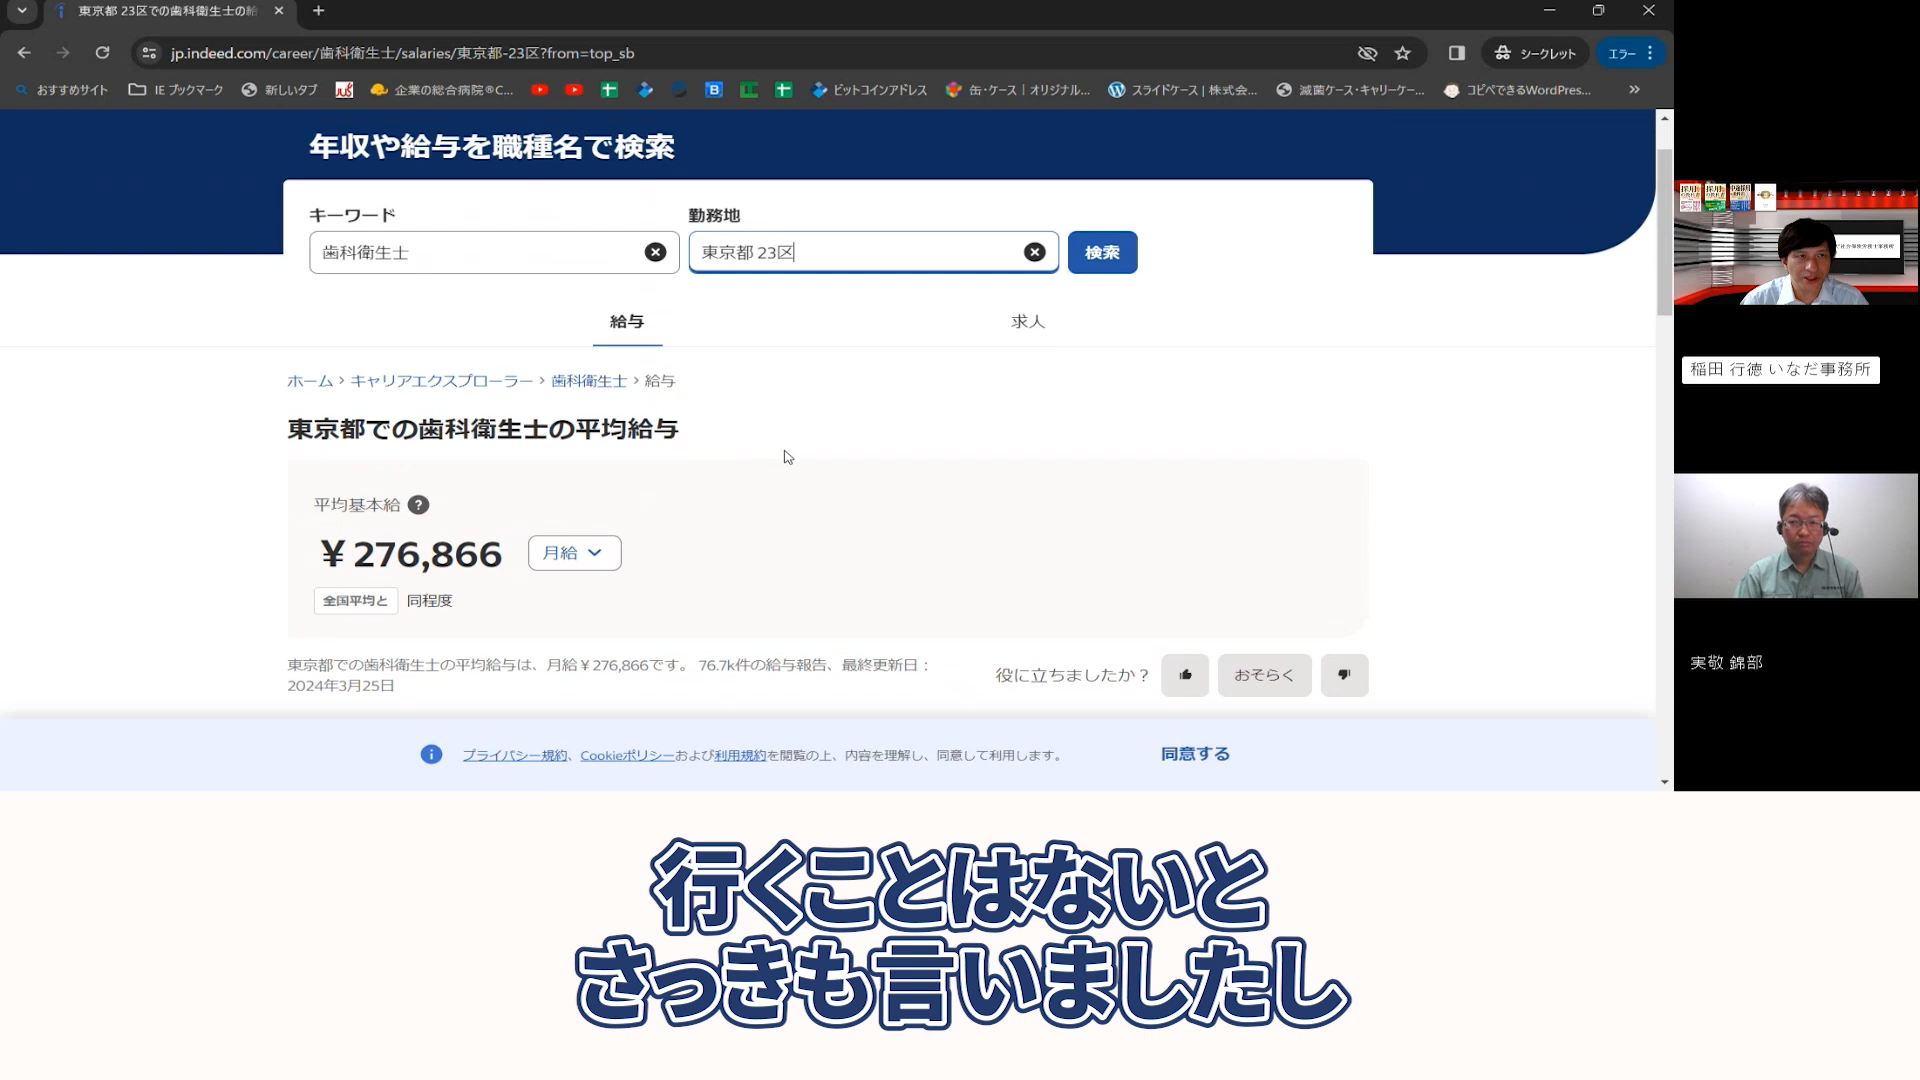 東京都 23区での歯科衛生士の給
jp.indeed.com/career/歯科衛生士/salaries/東京都-23区?from=top_sb
シークレット
エラー
おすすめサイト
IE ブックマーク
新しいタブ
企業の総合病院®C...
ビットコインアドレス
缶・ケース | オリジナル...
スライドケース | 株式会...
滅菌ケース・キャリーケー...
コピペできるWordPres...
年収や給与を職種名で検索
キーワード
勤務地
歯科衛生士
東京都 23区
検索
給与
求人
ホーム › キャリアエクスプローラー › 歯科衛生士 › 給与
東京都での歯科衛生士の平均給与
平均基本給
¥ 276,866
月給
全国平均と 同程度
東京都での歯科衛生士の平均給与は、月給¥276,866です。 76.7k件の給与報告、最終更新日：
2024年3月25日
役に立ちましたか？
おそらく
プライバシー規約、Cookieポリシーおよび利用規約を閲覧の上、内容を理解し、同意して利用します。
同意する
稲田 行徳 いなだ事務所
実敬 錦部
行くことはないと
さっきも言いましたし